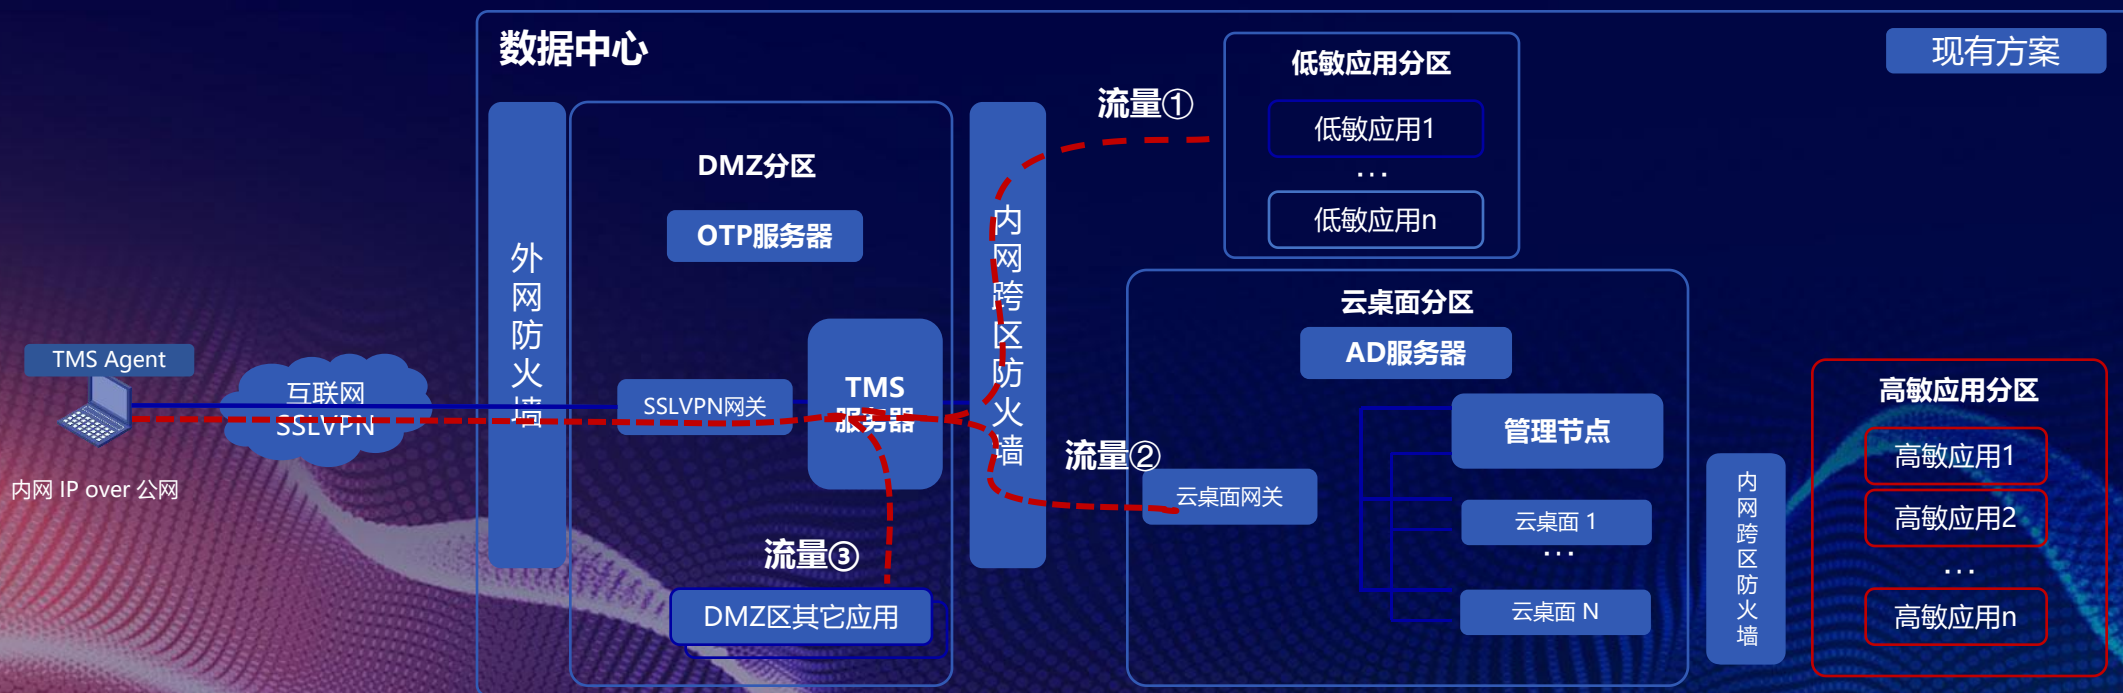 数据中心
现有方案
外网防火墙
DMZ分区
OTP服务器
SSLVPN网关
TMS
服务器
流量③
DMZ区其它应用
TMS Agent
互联网
SSLVPN
内网 IP over 公网
内网跨区防火墙
流量①
低敏应用分区
低敏应用1
...
低敏应用n
流量②
云桌面分区
AD服务器
管理节点
云桌面网关
云桌面 1
...
云桌面 N
内网跨区防火墙
高敏应用分区
高敏应用1
高敏应用2
...
高敏应用n